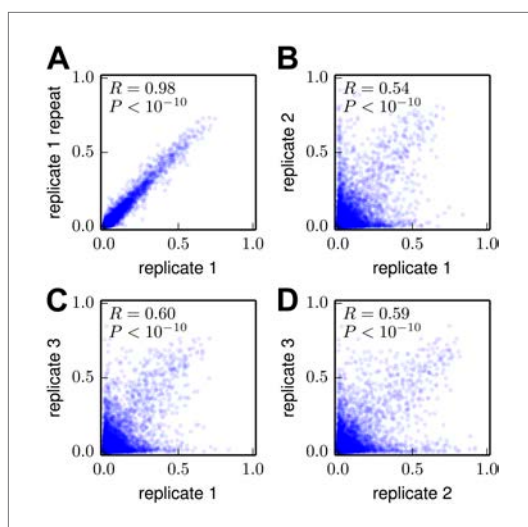 A
R = 0.98
P < 10^{-10}
replicate 1 repeat
1.0
0.5
0.0
0.0 0.5 1.0
replicate 1
B
R = 0.54
P < 10^{-10}
replicate 2
1.0
0.5
0.0
0.0 0.5 1.0
replicate 1
C
R = 0.60
P < 10^{-10}
replicate 3
1.0
0.5
0.0
0.0 0.5 1.0
replicate 1
D
R = 0.59
P < 10^{-10}
replicate 3
1.0
0.5
0.0
0.0 0.5 1.0
replicate 2